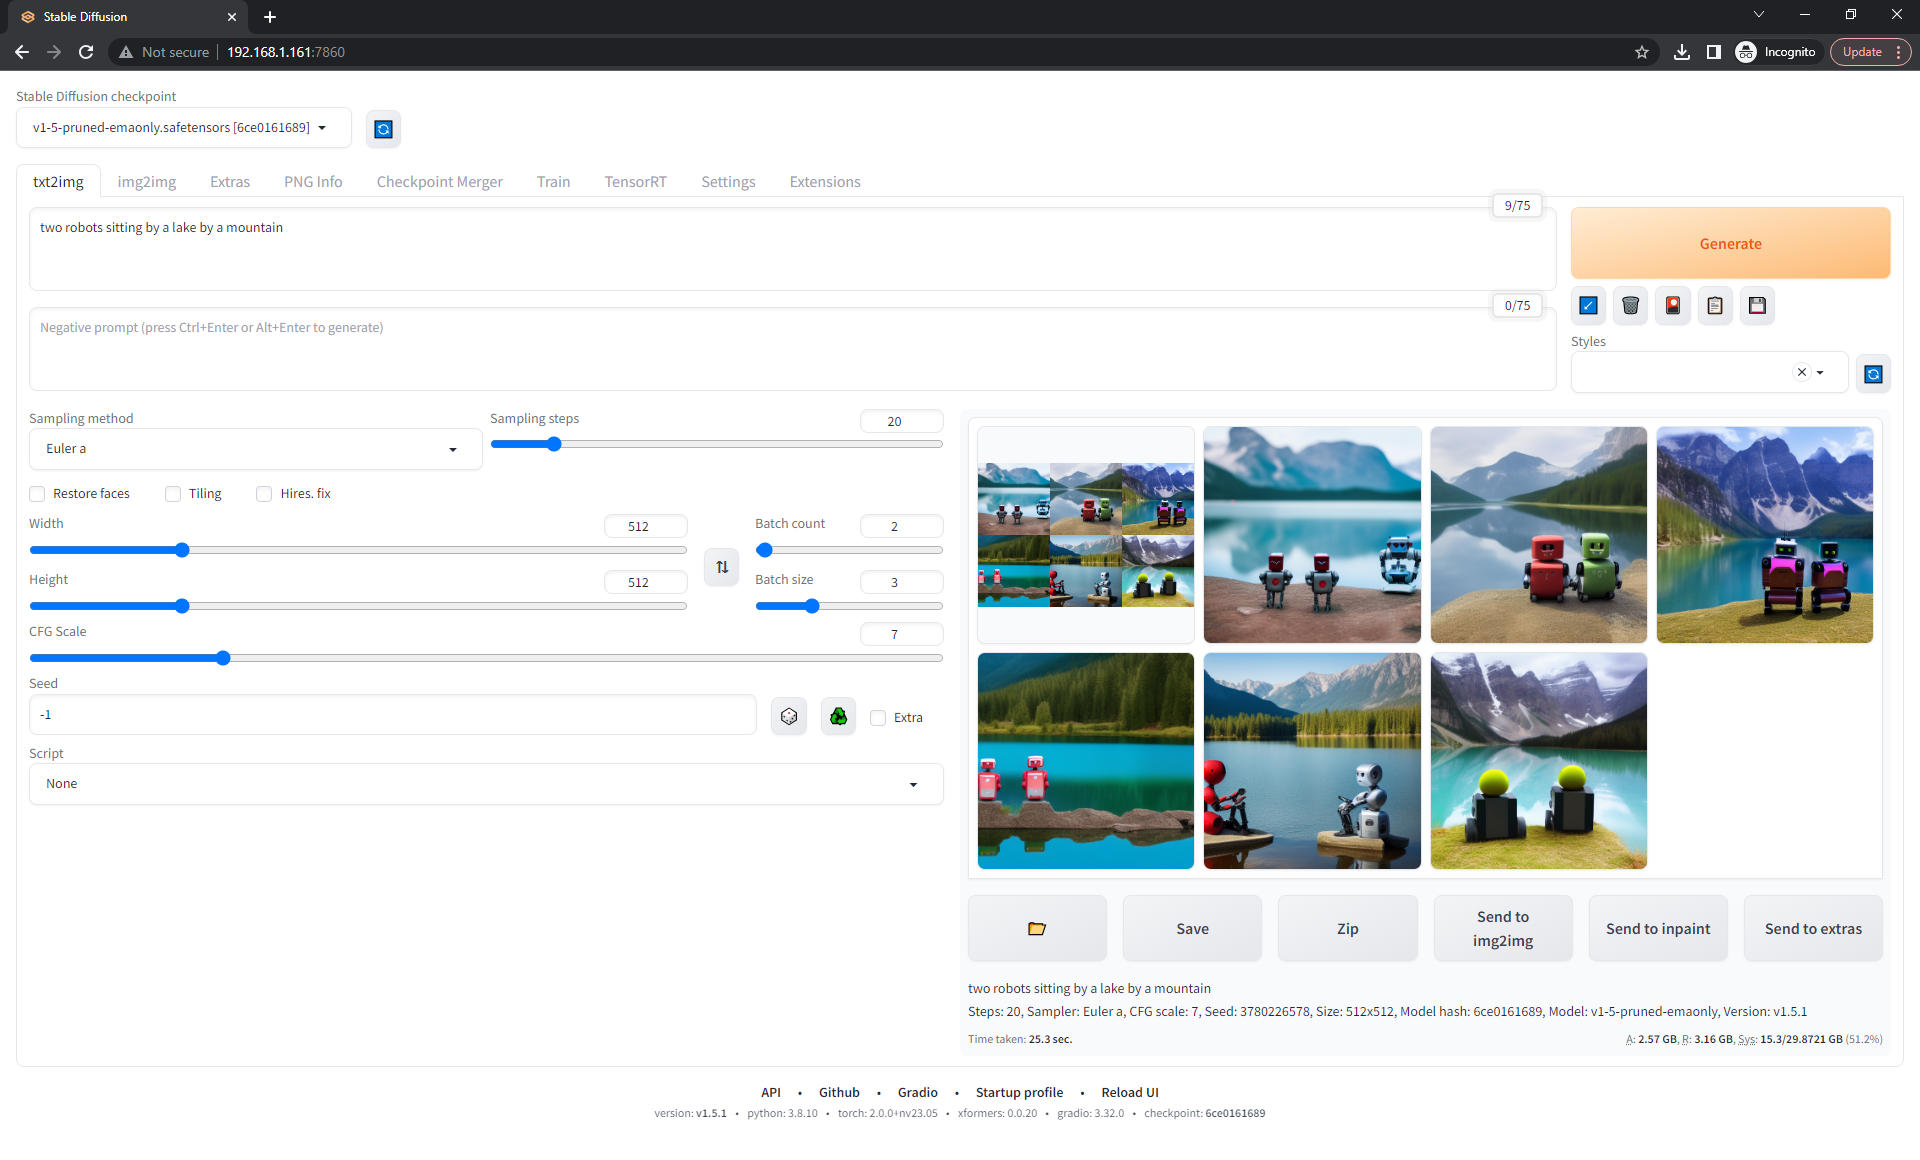 Stable Diffusion
Not secure 192.168.1.161:7860 Incognito Update
Stable Diffusion checkpoint
v1-5-pruned-emaonly.safetensors [6ce0161689]
txt2img img2img Extras PNG Info Checkpoint Merger Train TensorRT Settings Extensions
9/75
two robots sitting by a lake by a mountain
Generate
0/75
Negative prompt (press Ctrl+Enter or Alt+Enter to generate)
Styles
Sampling method
Euler a
Sampling steps 20
Restore faces Tiling Hires. fix
Width 512
Batch count 2
Height 512
Batch size 3
CFG Scale 7
Seed
-1
Extra
Script
None
Save
Zip
Send to
img2img
Send to inpaint
Send to extras
two robots sitting by a lake by a mountain
Steps: 20, Sampler: Euler a, CFG scale: 7, Seed: 3780226578, Size: 512x512, Model hash: 6ce0161689, Model: v1-5-pruned-emaonly, Version: v1.5.1
Time taken: 25.3 sec.
A: 2.57 GB, R: 3.16 GB, Sys: 15.3/29.8721 GB (51.2%)
API • Github • Gradio • Startup profile • Reload UI
version: v1.5.1 • python: 3.8.10 • torch: 2.0.0+nv23.05 • xformers: 0.0.20 • gradio: 3.32.0 • checkpoint: 6ce0161689